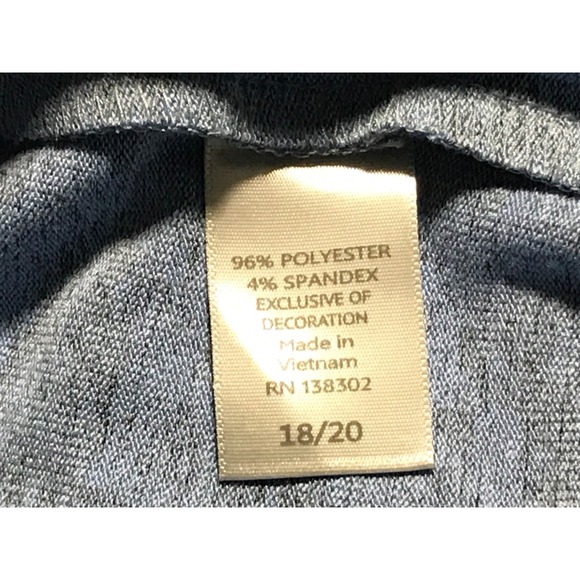 96% POLYESTER
4% SPANDEX
EXCLUSIVE OF
DECORATION
Made in
Vietnam
RN 138302
18/20